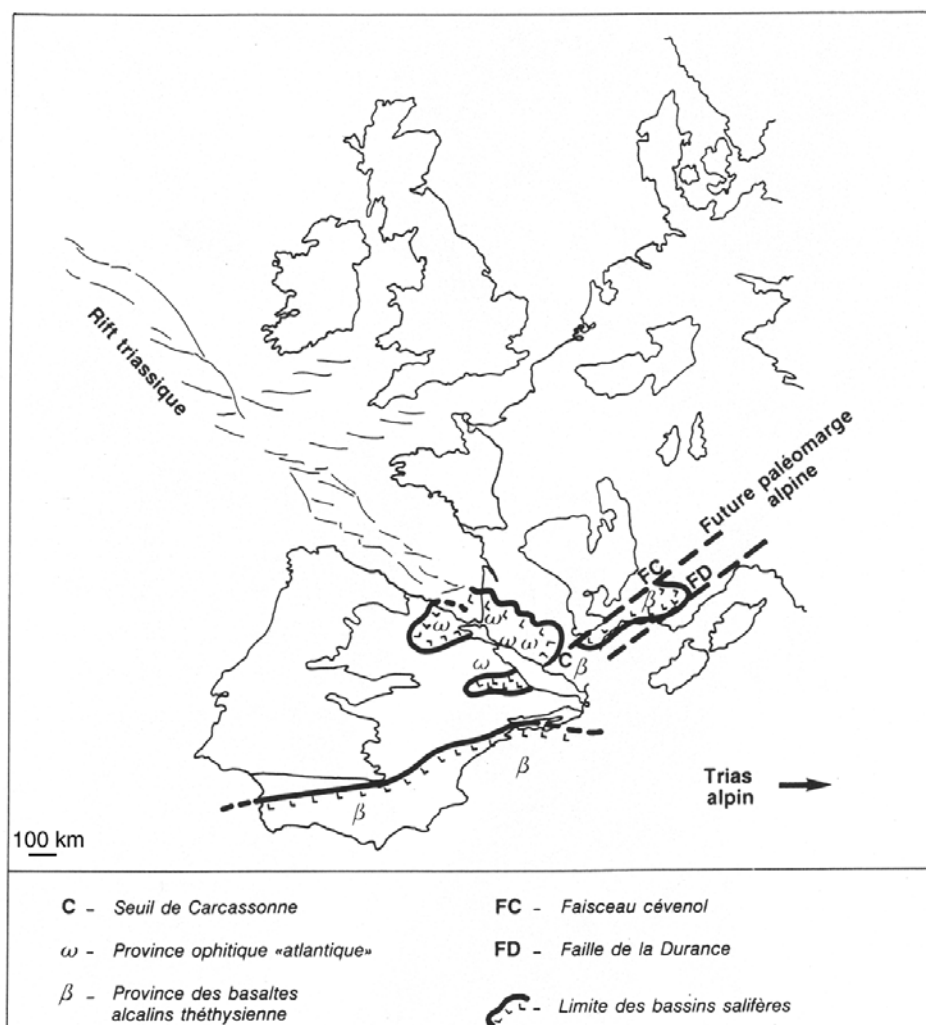 Rift triassique
Future paléomarge
alpine
FC
FD
β
ω
ω
ω ω
C
β
ω
β
β
Trias
alpin
100 km
C - Seuil de Carcassonne
ω - Province ophitique «atlantique»
β - Province des basaltes
alcalins théthysienne
FC - Faisceau cévenol
FD - Faille de la Durance
- Limite des bassins salifères